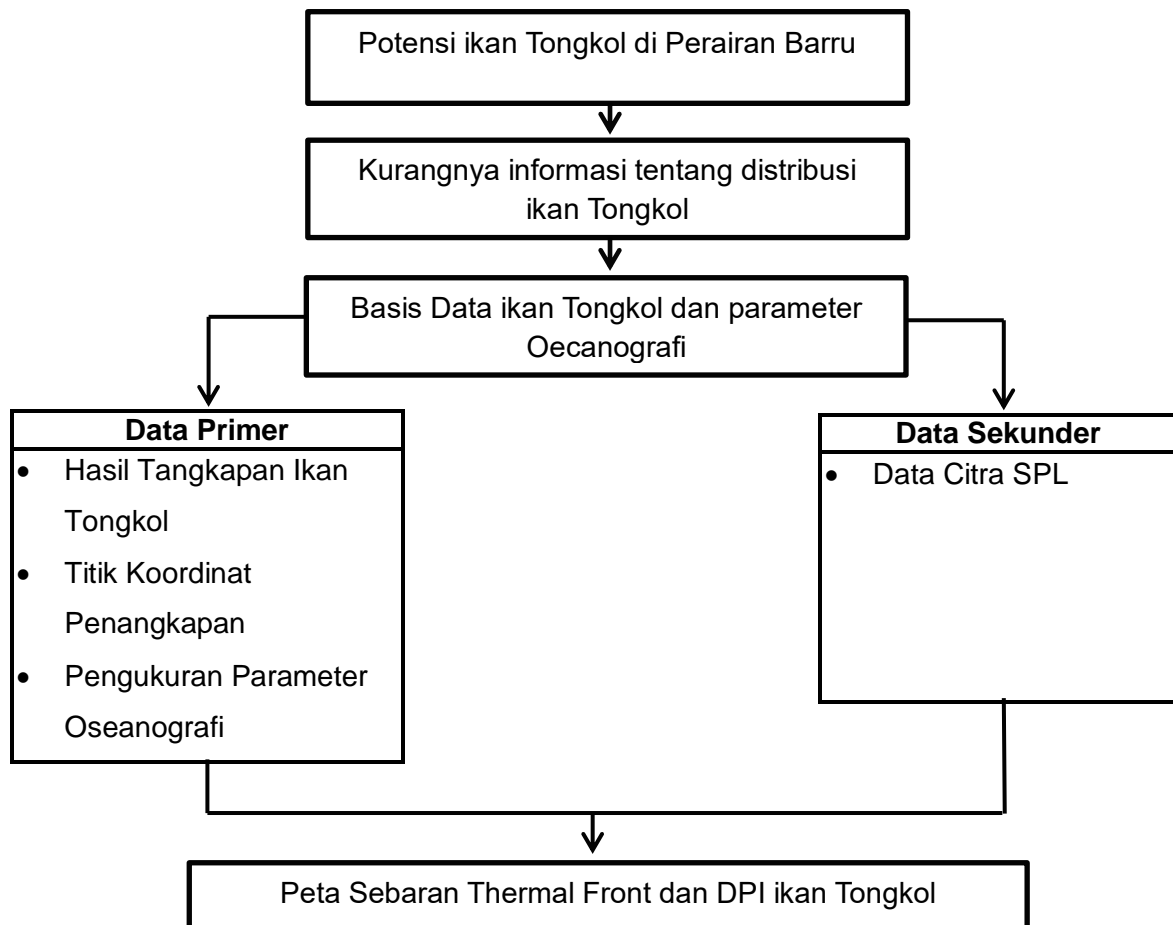 Potensi ikan Tongkol di Perairan Barru
Kurangnya informasi tentang distribusi
ikan Tongkol
Basis Data ikan Tongkol dan parameter
Oecanografi
Data Primer
• Hasil Tangkapan Ikan
Tongkol
• Titik Koordinat
Penangkapan
• Pengukuran Parameter
Oseanografi
Data Sekunder
• Data Citra SPL
Peta Sebaran Thermal Front dan DPI ikan Tongkol